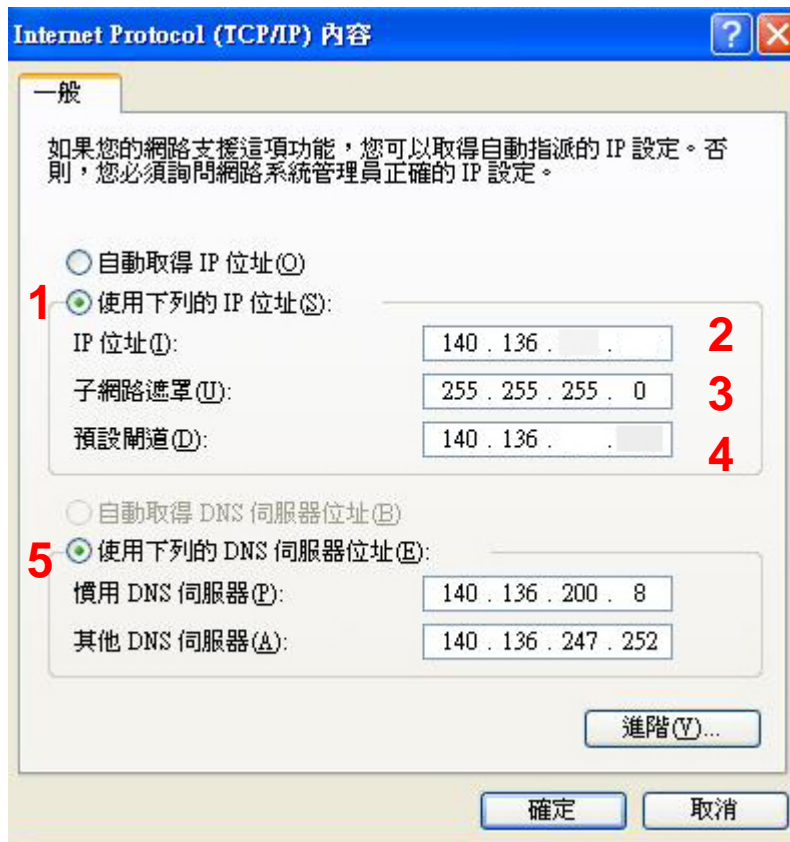 Internet Protocol (TCP/IP) 內容
一般
如果您的網路支援這項功能,您可以取得自動指派的 IP 設定。否
則,您必須詢問網路系統管理員正確的 IP 設定。
自動取得 IP 位址(O)
1 使用下列的 IP 位址(S):
IP 位址(I): 140 . 136 . . 2
子網路遮罩(U): 255 . 255 . 255 . 0 3
預設閘道(D): 140 . 136 . . 4
自動取得 DNS 伺服器位址(B)
5 使用下列的 DNS 伺服器位址(E):
慣用 DNS 伺服器(P): 140 . 136 . 200 . 8
其他 DNS 伺服器(A): 140 . 136 . 247 . 252
進階(V)...
確定 取消